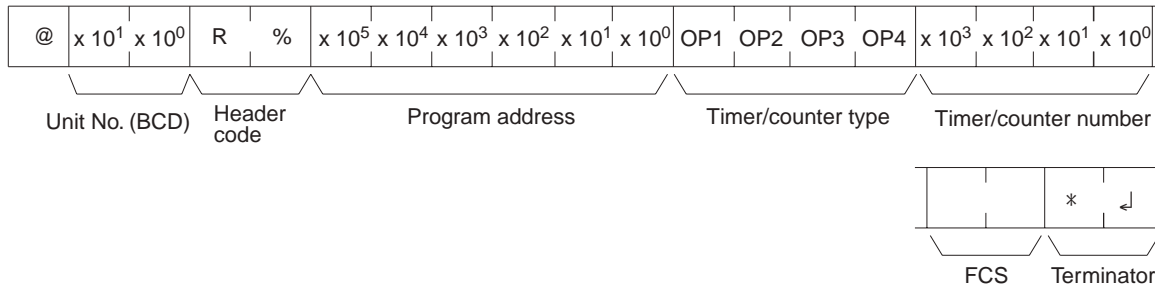 @ x 10¹ x 10⁰ R % x 10⁵ x 10⁴ x 10³ x 10² x 10¹ x 10⁰ OP1 OP2 OP3 OP4 x 10³ x 10² x 10¹ x 10⁰
Unit No. (BCD) Header code Program address Timer/counter type Timer/counter number
* ↲
FCS Terminator